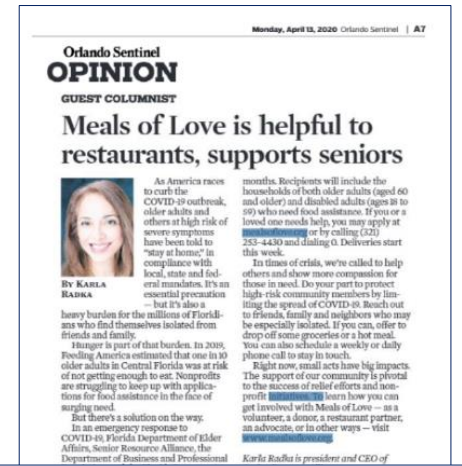 Monday, April 13, 2020 Orlando Sentinel | A7
Orlando Sentinel
OPINION
GUEST COLUMNIST
Meals of Love is helpful to
restaurants, supports seniors
By Karla
Radka
As America races
to curb the
COVID-19 outbreak,
older adults and
others at high risk of
severe symptoms
have been told to
“stay at home,” in
compliance with
local, state and fed-
eral mandates. It’s an
essential precaution
— but it’s also a
heavy burden for the millions of Floridi-
ans who find themselves isolated from
friends and family.
Hunger is part of that burden. In 2019,
Feeding America estimated that one in 10
older adults in Central Florida was at risk
of not getting enough to eat. Nonprofits
are struggling to keep up with applica-
tions for food assistance in the face of
surging need.
But there’s a solution on the way.
In an emergency response to
COVID-19, Florida Department of Elder
Affairs, Senior Resource Alliance, the
Department of Business and Professional
months. Recipients will include the
households of both older adults (aged 60
and older) and disabled adults (ages 18 to
59) who need food assistance. If you or a
loved one needs help, you may apply at
mealsoflove.org or by calling (321)
253-4430 and dialing 0. Deliveries start
this week.
In times of crisis, we’re called to help
others and show more compassion for
those in need. Do your part to protect
high-risk community members by lim-
iting the spread of COVID-19. Reach out
to friends, family and neighbors who may
be especially isolated. If you can, offer to
drop off some groceries or a hot meal.
You can also schedule a weekly or daily
phone call to stay in touch.
Right now, small acts have big impacts.
The support of our community is pivotal
to the success of relief efforts and non-
profit initiatives. To learn how you can
get involved with Meals of Love — as a
volunteer, a donor, a restaurant partner,
an advocate, or in other ways — visit
www.mealsoflove.org.
Karla Radka is president and CEO of